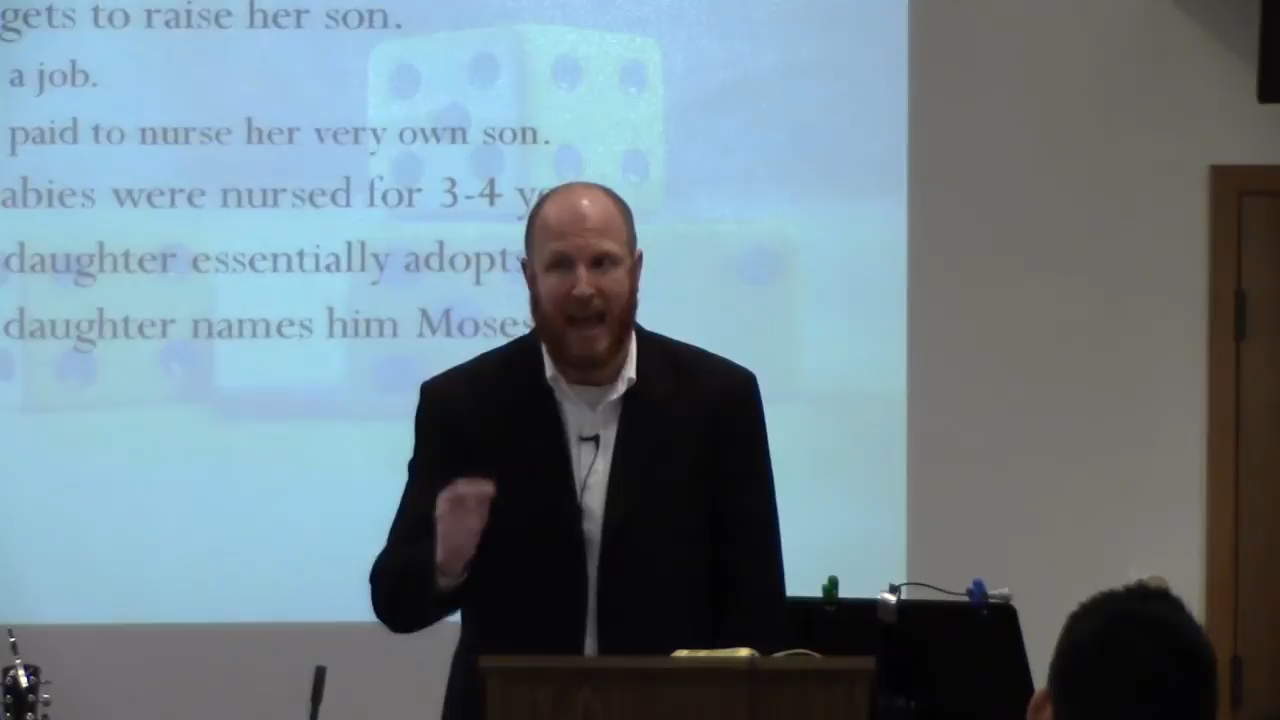 gets to raise her son.
a job.
paid to nurse her very own son.
abies were nursed for 3-4 ye
daughter essentially adopts
daughter names him Moses